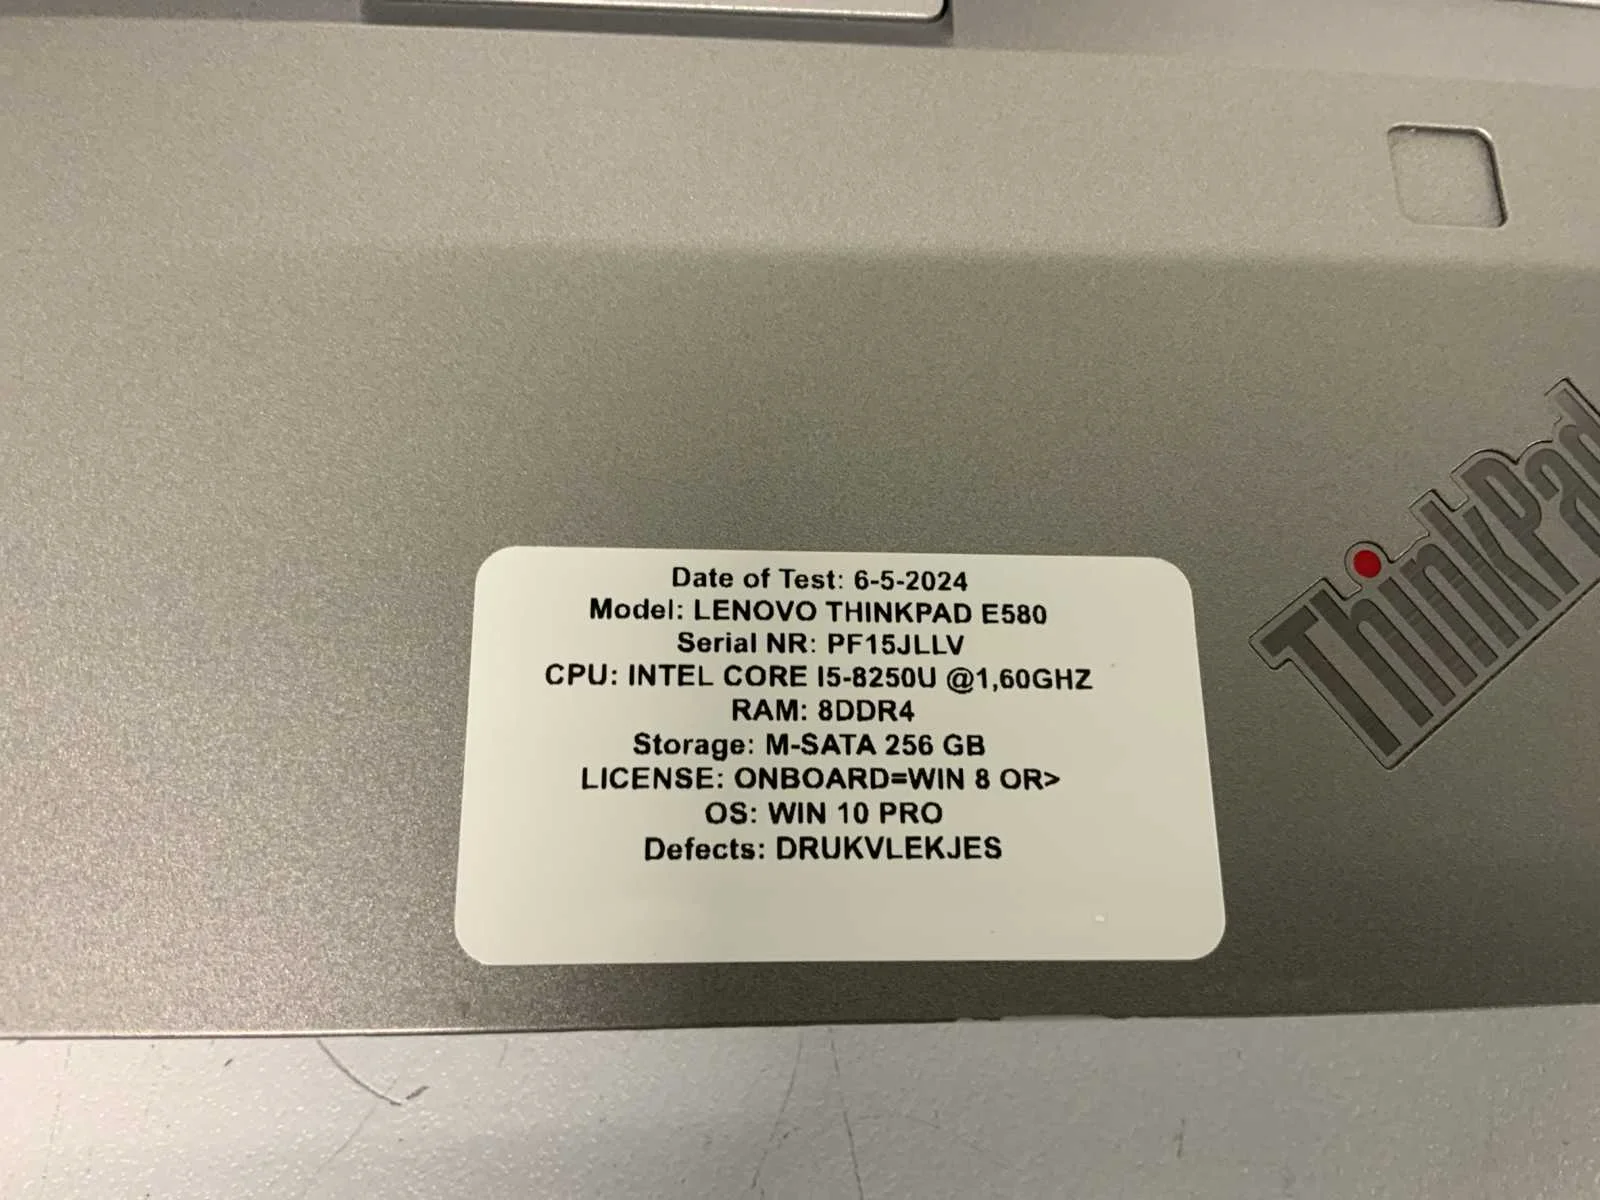 ThinkPad
Date of Test: 6-5-2024
Model: LENOVO THINKPAD E580
Serial NR: PF15JLLV
CPU: INTEL CORE I5-8250U @1,60GHZ
RAM: 8DDR4
Storage: M-SATA 256 GB
LICENSE: ONBOARD=WIN 8 OR>
OS: WIN 10 PRO
Defects: DRUKVLEKJES